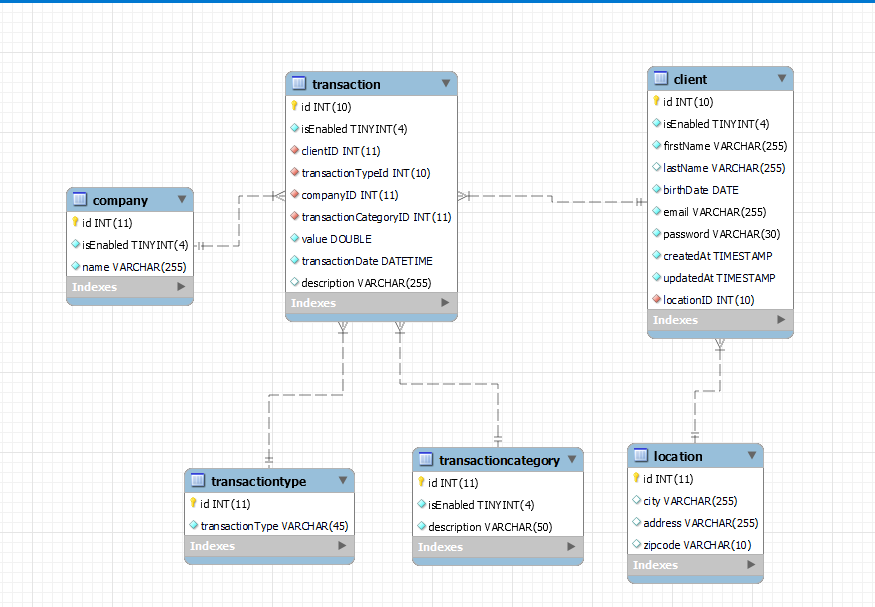 transaction
id INT(10)
isEnabled TINYINT(4)
clientID INT(11)
transactionTypeId INT(10)
companyID INT(11)
transactionCategoryID INT(11)
value DOUBLE
transactionDate DATETIME
description VARCHAR(255)
Indexes
client
id INT(10)
isEnabled TINYINT(4)
firstName VARCHAR(255)
lastName VARCHAR(255)
birthDate DATE
email VARCHAR(255)
password VARCHAR(30)
createdAt TIMESTAMP
updatedAt TIMESTAMP
locationID INT(10)
Indexes
company
id INT(11)
isEnabled TINYINT(4)
name VARCHAR(255)
Indexes
transactiontype
id INT(11)
transactionType VARCHAR(45)
Indexes
transactioncategory
id INT(11)
isEnabled TINYINT(4)
description VARCHAR(50)
Indexes
location
id INT(11)
city VARCHAR(255)
address VARCHAR(255)
zipcode VARCHAR(10)
Indexes